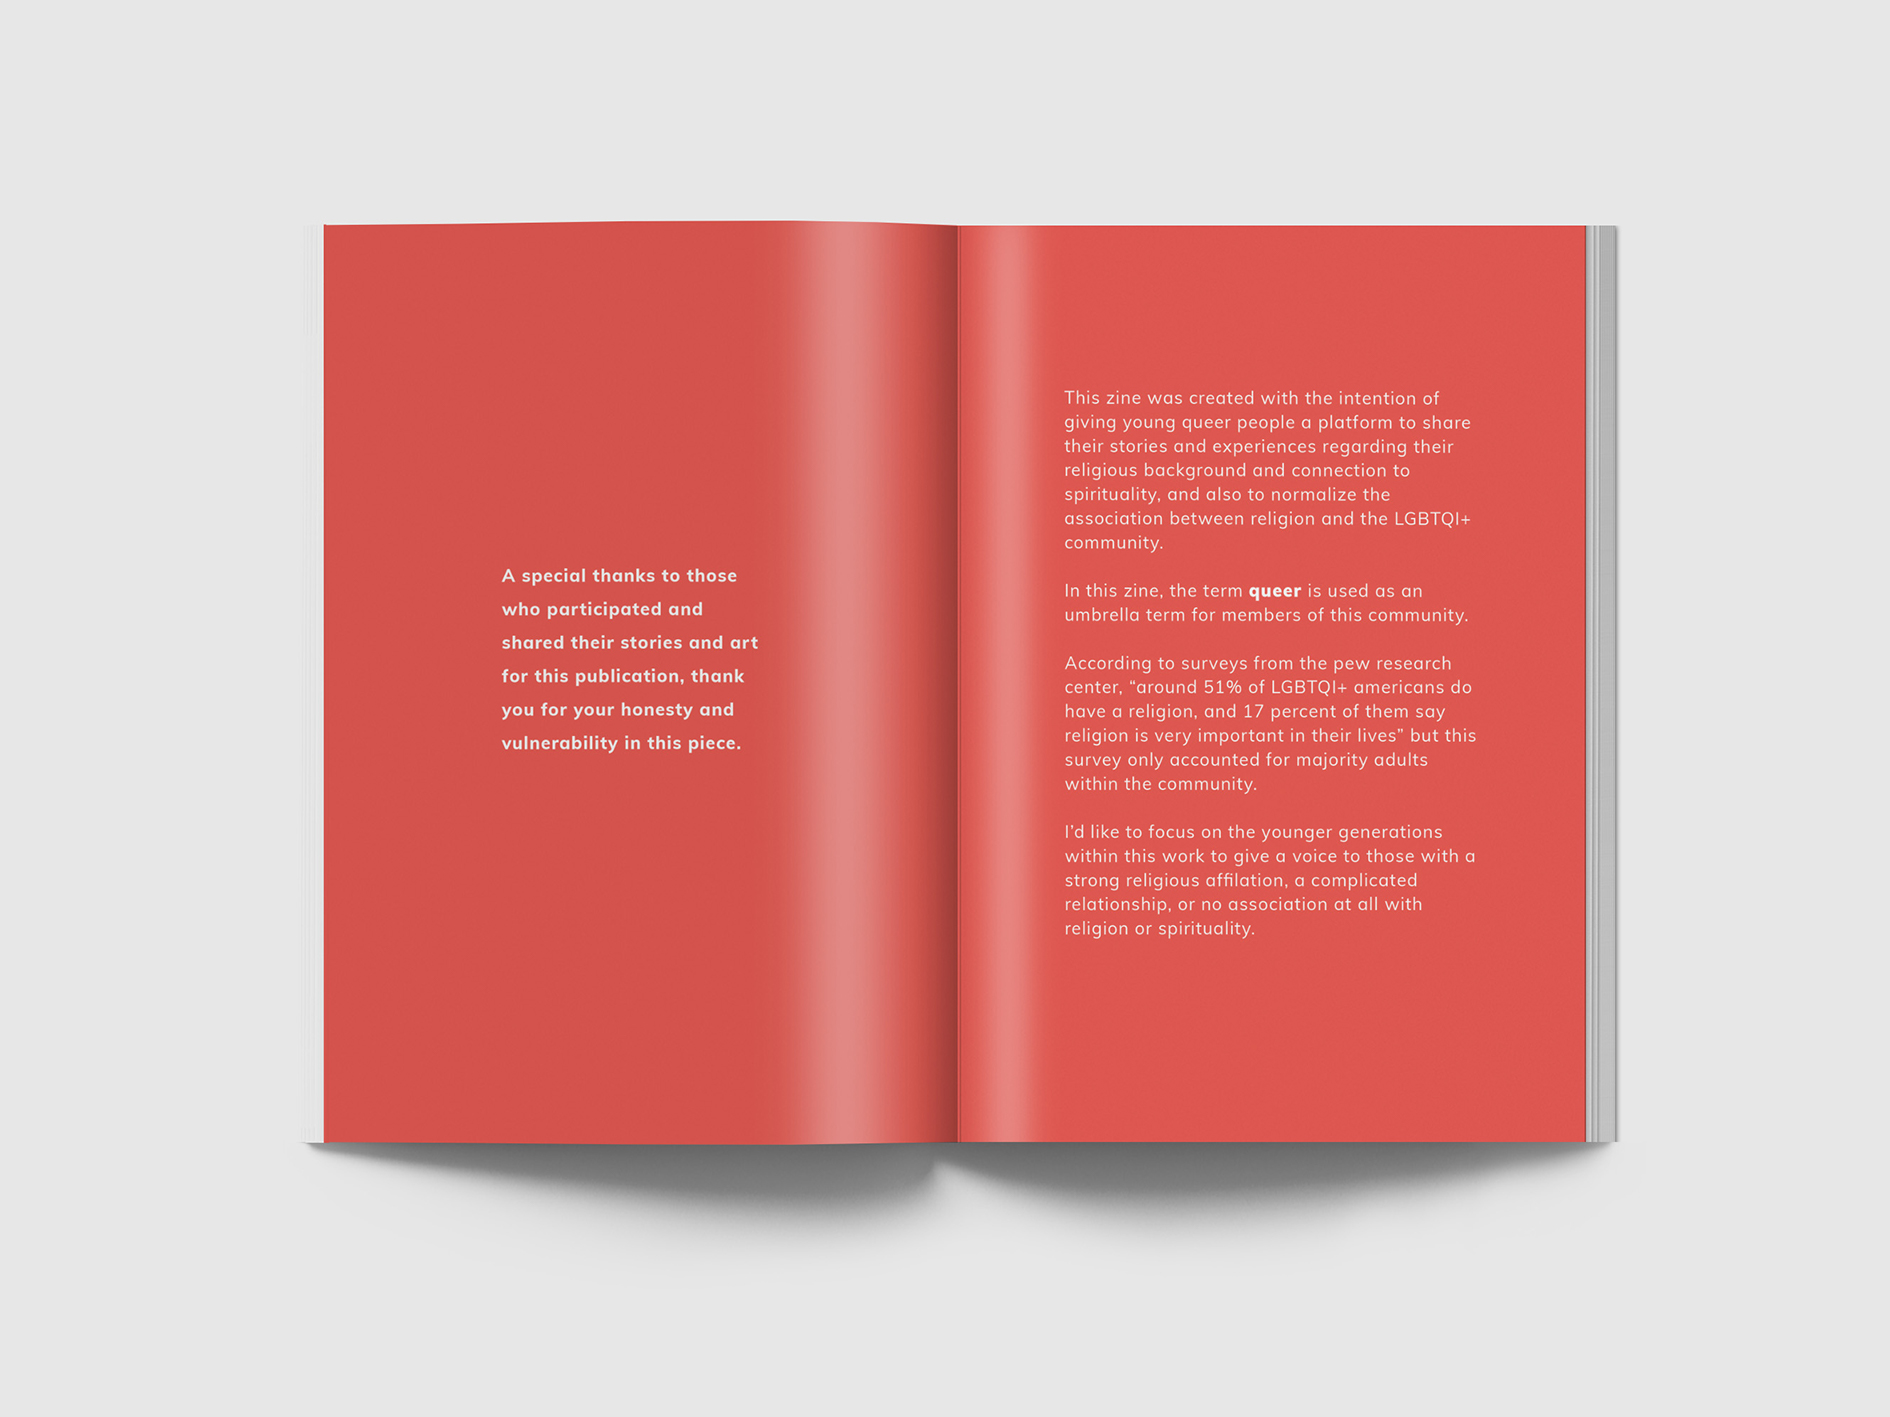 A special thanks to those
who participated and
shared their stories and art
for this publication, thank
you for your honesty and
vulnerability in this piece.
This zine was created with the intention of
giving young queer people a platform to share
their stories and experiences regarding their
religious background and connection to
spirituality, and also to normalize the
association between religion and the LGBTQI+
community.
In this zine, the term queer is used as an
umbrella term for members of this community.
According to surveys from the pew research
center, “around 51% of LGBTQI+ americans do
have a religion, and 17 percent of them say
religion is very important in their lives” but this
survey only accounted for majority adults
within the community.
I’d like to focus on the younger generations
within this work to give a voice to those with a
strong religious affilation, a complicated
relationship, or no association at all with
religion or spirituality.